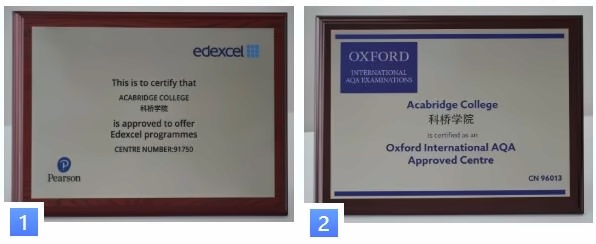 edexcel
This is to certify that
ACABRIDGE COLLEGE
科桥学院
is approved to offer
Edexcel programmes
CENTRE NUMBER:91750
Pearson
1
OXFORD
INTERNATIONAL
AQA EXAMINATIONS
Acabridge College
科桥学院
is certified as an
Oxford International AQA
Approved Centre
CN 96013
2